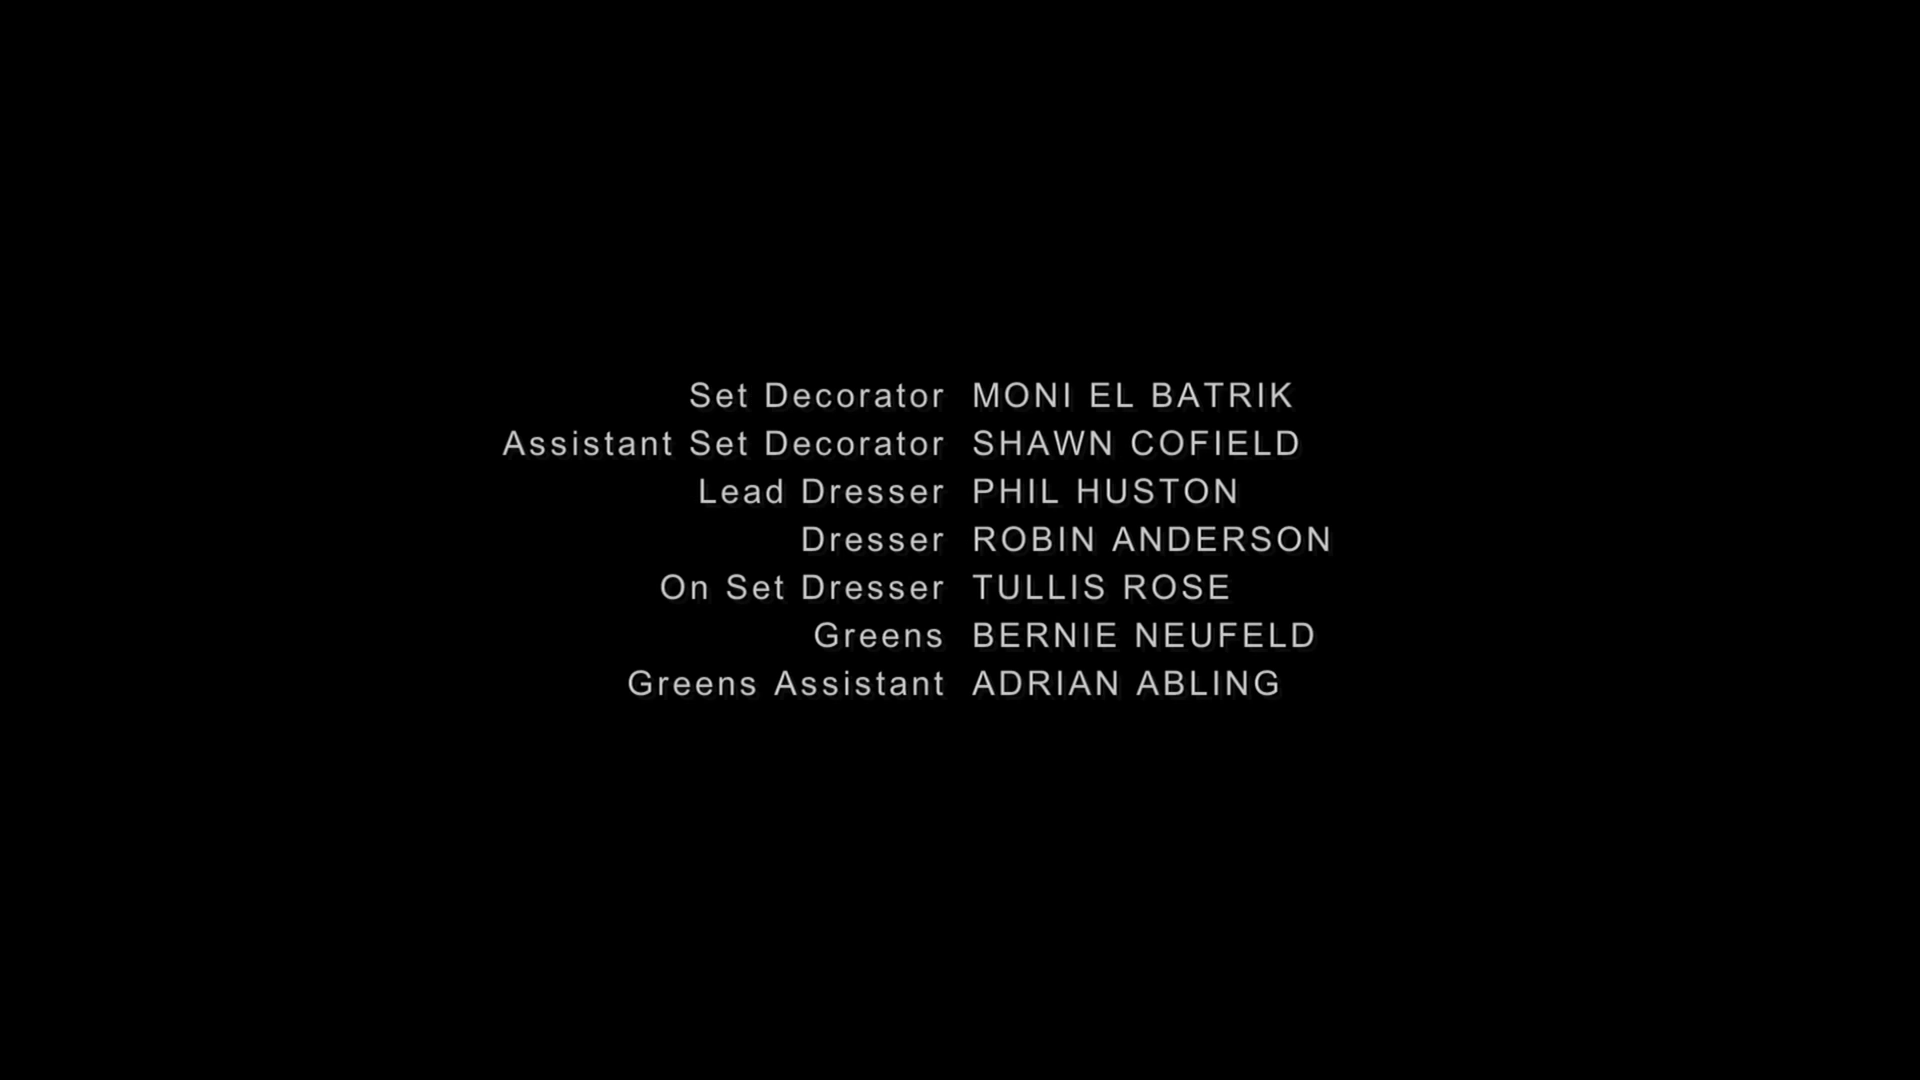 Set Decorator MONI EL BATRIK
Assistant Set Decorator SHAWN COFIELD
Lead Dresser PHIL HUSTON
Dresser ROBIN ANDERSON
On Set Dresser TULLIS ROSE
Greens BERNIE NEUFELD
Greens Assistant ADRIAN ABLING